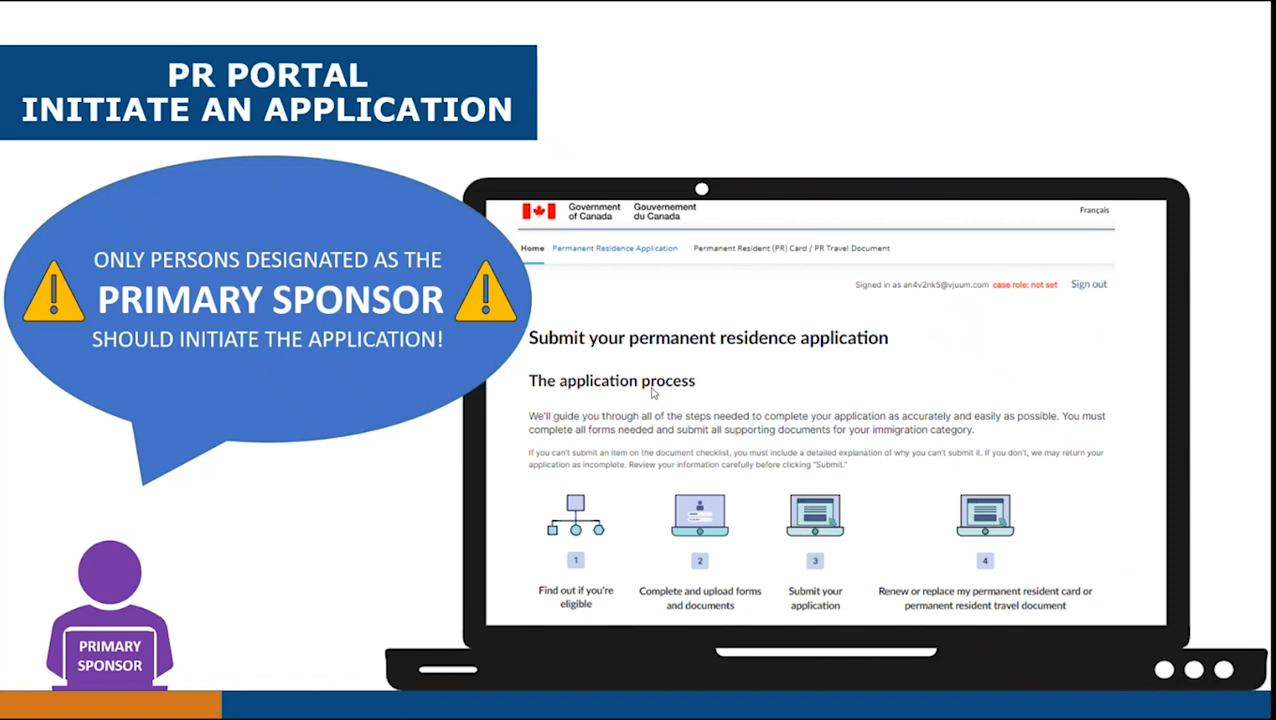 PR PORTAL
INITIATE AN APPLICATION
ONLY PERSONS DESIGNATED AS THE
PRIMARY SPONSOR
SHOULD INITIATE THE APPLICATION!
PRIMARY
SPONSOR
Government
of Canada
Gouvernement
du Canada
Français
Home Permanent Residence Application Permanent Resident (PR) Card / PR Travel Document
Signed in as an4v2nk5@vjuum.com case role: not set Sign out
Submit your permanent residence application
The application process
We'll guide you through all of the steps needed to complete your application as accurately and easily as possible. You must
complete all forms needed and submit all supporting documents for your immigration category.
If you can't submit an item on the document checklist, you must include a detailed explanation of why you can't submit it. If you don't, we may return your
application as incomplete. Review your information carefully before clicking "Submit."
1
Find out if you're
eligible
2
Complete and upload forms
and documents
3
Submit your
application
4
Renew or replace my permanent resident card or
permanent resident travel document